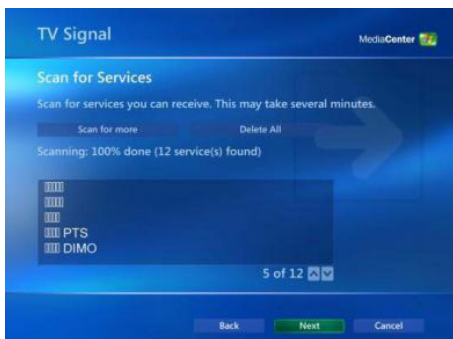 TV Signal
MediaCenter
Scan for Services
Scan for services you can receive. This may take several minutes.
Scan for more
Delete All
Scanning: 100% done (12 service(s) found)
▯▯▯▯▯
▯▯▯▯▯
▯▯▯▯
▯▯▯▯ PTS
▯▯▯▯ DIMO
5 of 12
Back
Next
Cancel